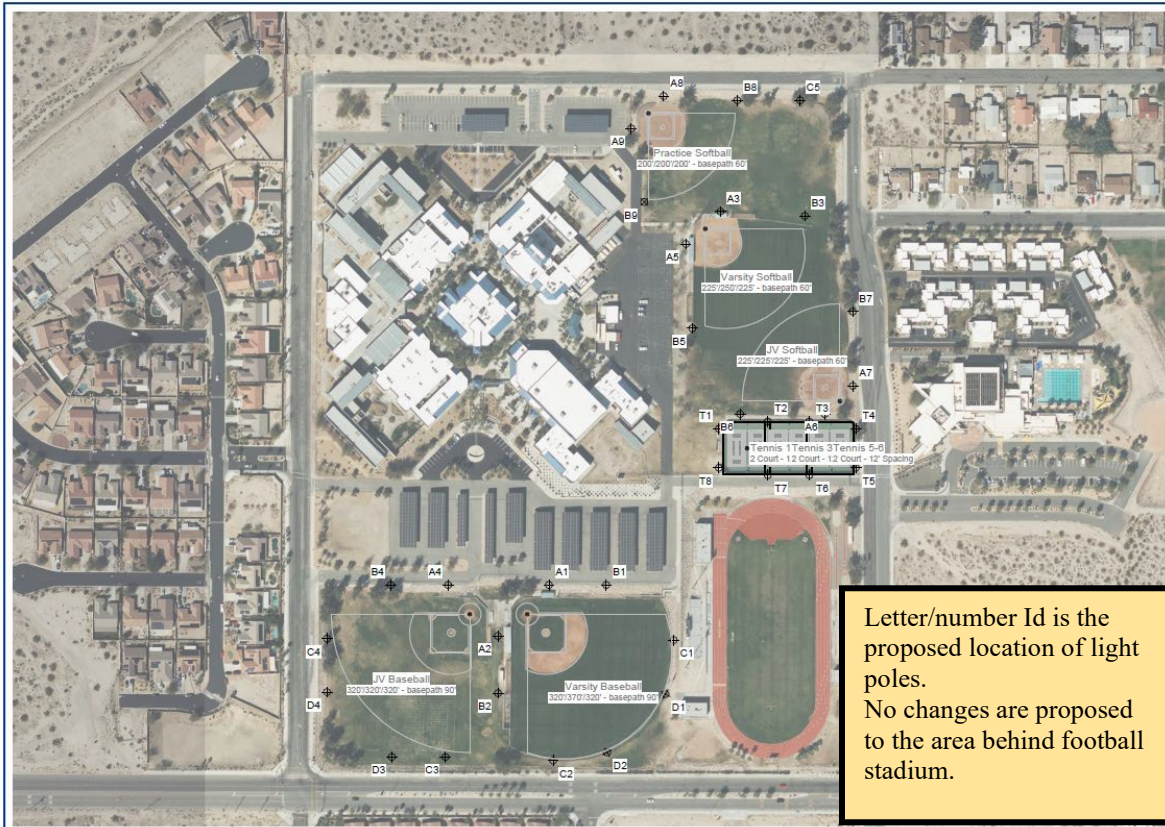 A8
B8
C5
A9
Practice Softball
200'/200'/200' - basepath 60'
B9
A3
B3
A5
Varsity Softball
225'/250'/225' - basepath 60'
B7
B5
JV Softball
225'/225'/225' - basepath 60'
A7
T1
B6
T2
T3
A6
T4
Tennis 1Tennis 3Tennis 5-6
2 Court - 12 Court - 12 Court - 12' Spacing
T8
T7
T6
T5
B4
A4
A1
B1
C4
A2
C1
JV Baseball
320'/320'/320' - basepath 90'
Varsity Baseball
320'/370'/320' - basepath 90'
D4
B2
D1
D3
C3
C2
D2
Letter/number Id is the
proposed location of light
poles.
No changes are proposed
to the area behind football
stadium.